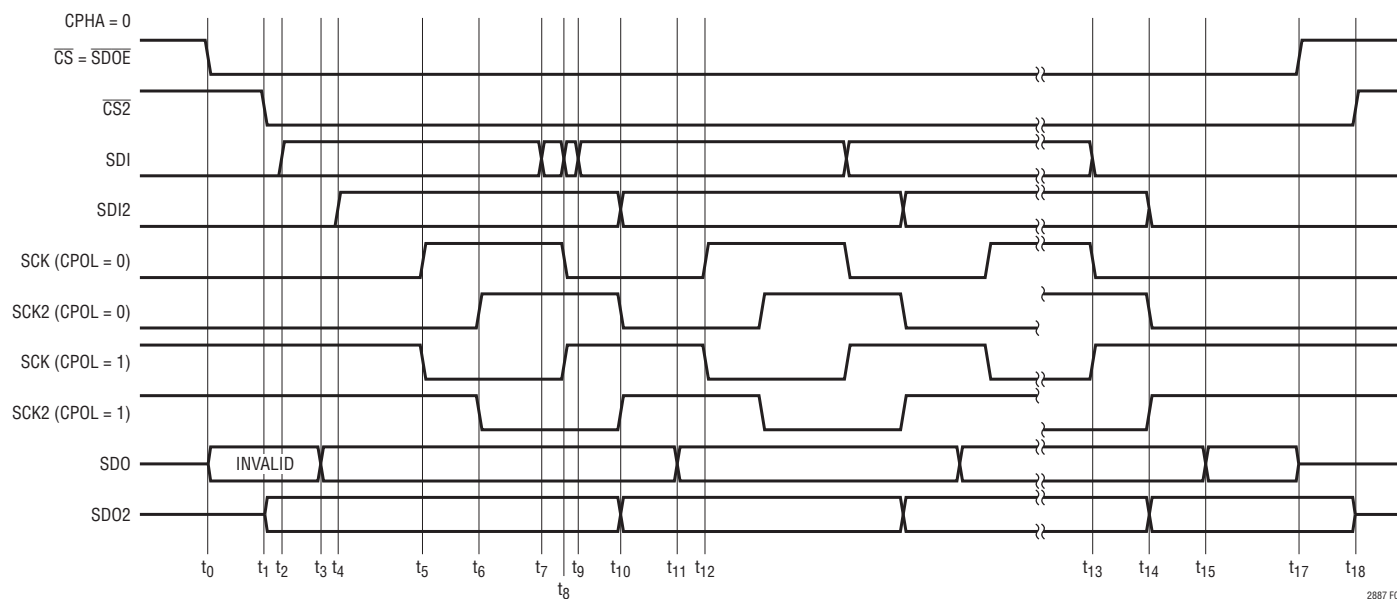 CPHA = 0
CS = SDOE
CS2
SDI
SDI2
SCK (CPOL = 0)
SCK2 (CPOL = 0)
SCK (CPOL = 1)
SCK2 (CPOL = 1)
SDO
INVALID
SDO2
t0 t1 t2 t3 t4 t5 t6 t7 t8 t9 t10 t11 t12 t13 t14 t15 t17 t18
2887